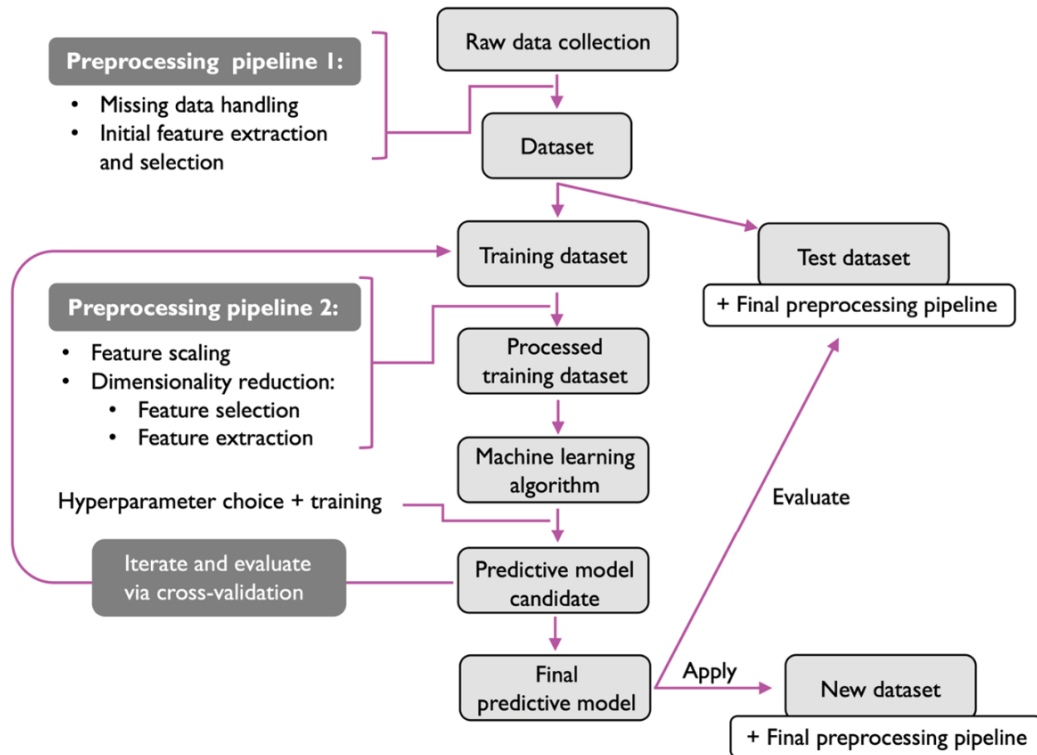 Raw data collection
Preprocessing pipeline 1:
• Missing data handling
• Initial feature extraction
and selection
Dataset
Training dataset
Test dataset
+ Final preprocessing pipeline
Preprocessing pipeline 2:
• Feature scaling
• Dimensionality reduction:
• Feature selection
• Feature extraction
Processed
training dataset
Machine learning
algorithm
Evaluate
Hyperparameter choice + training
Iterate and evaluate
via cross-validation
Predictive model
candidate
Final
predictive model
Apply
New dataset
+ Final preprocessing pipeline